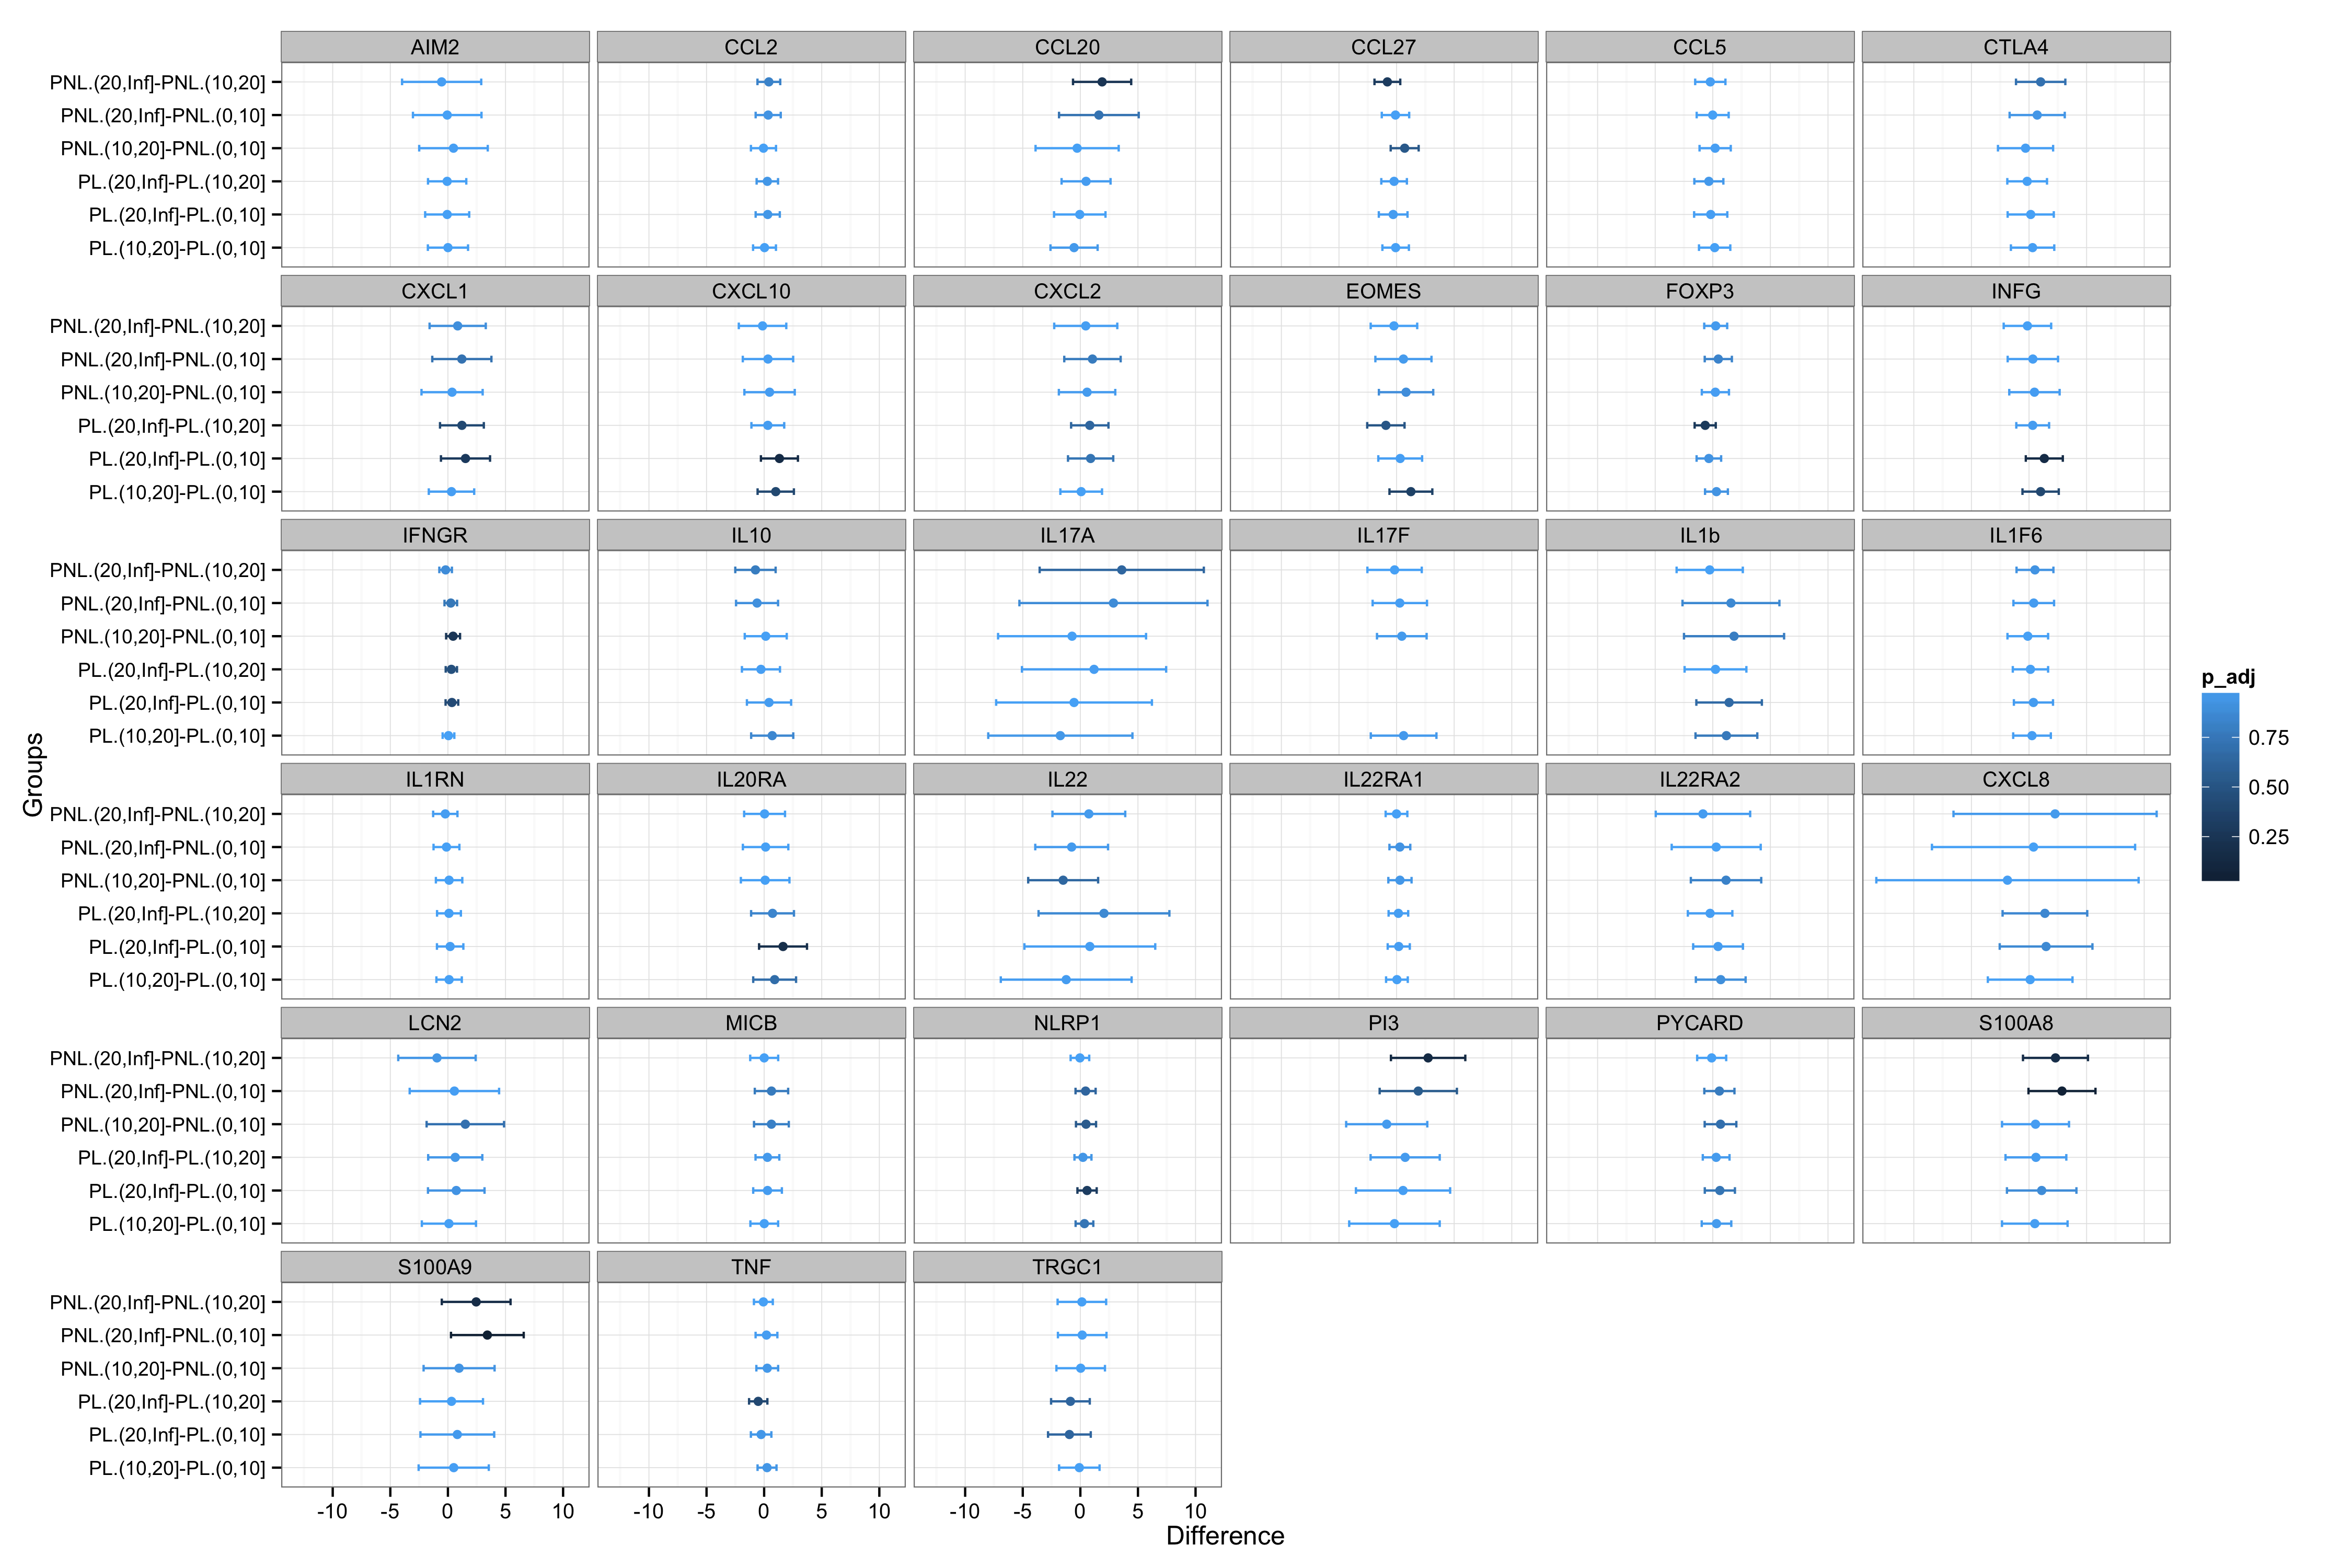 AIM2 CCL2 CCL20 CCL27 CCL5 CTLA4
PNL.(20,Inf]-PNL.(10,20]
PNL.(20,Inf]-PNL.(0,10]
PNL.(10,20]-PNL.(0,10]
PL.(20,Inf]-PL.(10,20]
PL.(20,Inf]-PL.(0,10]
PL.(10,20]-PL.(0,10]
CXCL1 CXCL10 CXCL2 EOMES FOXP3 INFG
PNL.(20,Inf]-PNL.(10,20]
PNL.(20,Inf]-PNL.(0,10]
PNL.(10,20]-PNL.(0,10]
PL.(20,Inf]-PL.(10,20]
PL.(20,Inf]-PL.(0,10]
PL.(10,20]-PL.(0,10]
IFNGR IL10 IL17A IL17F IL1b IL1F6
PNL.(20,Inf]-PNL.(10,20]
PNL.(20,Inf]-PNL.(0,10]
PNL.(10,20]-PNL.(0,10]
PL.(20,Inf]-PL.(10,20]
PL.(20,Inf]-PL.(0,10]
PL.(10,20]-PL.(0,10]
IL1RN IL20RA IL22 IL22RA1 IL22RA2 CXCL8
PNL.(20,Inf]-PNL.(10,20]
PNL.(20,Inf]-PNL.(0,10]
PNL.(10,20]-PNL.(0,10]
PL.(20,Inf]-PL.(10,20]
PL.(20,Inf]-PL.(0,10]
PL.(10,20]-PL.(0,10]
LCN2 MICB NLRP1 PI3 PYCARD S100A8
PNL.(20,Inf]-PNL.(10,20]
PNL.(20,Inf]-PNL.(0,10]
PNL.(10,20]-PNL.(0,10]
PL.(20,Inf]-PL.(10,20]
PL.(20,Inf]-PL.(0,10]
PL.(10,20]-PL.(0,10]
S100A9 TNF TRGC1
PNL.(20,Inf]-PNL.(10,20]
PNL.(20,Inf]-PNL.(0,10]
PNL.(10,20]-PNL.(0,10]
PL.(20,Inf]-PL.(10,20]
PL.(20,Inf]-PL.(0,10]
PL.(10,20]-PL.(0,10]
-10 -5 0 5 10 -10 -5 0 5 10 -10 -5 0 5 10
Difference
Groups
p_adj
0.75
0.50
0.25